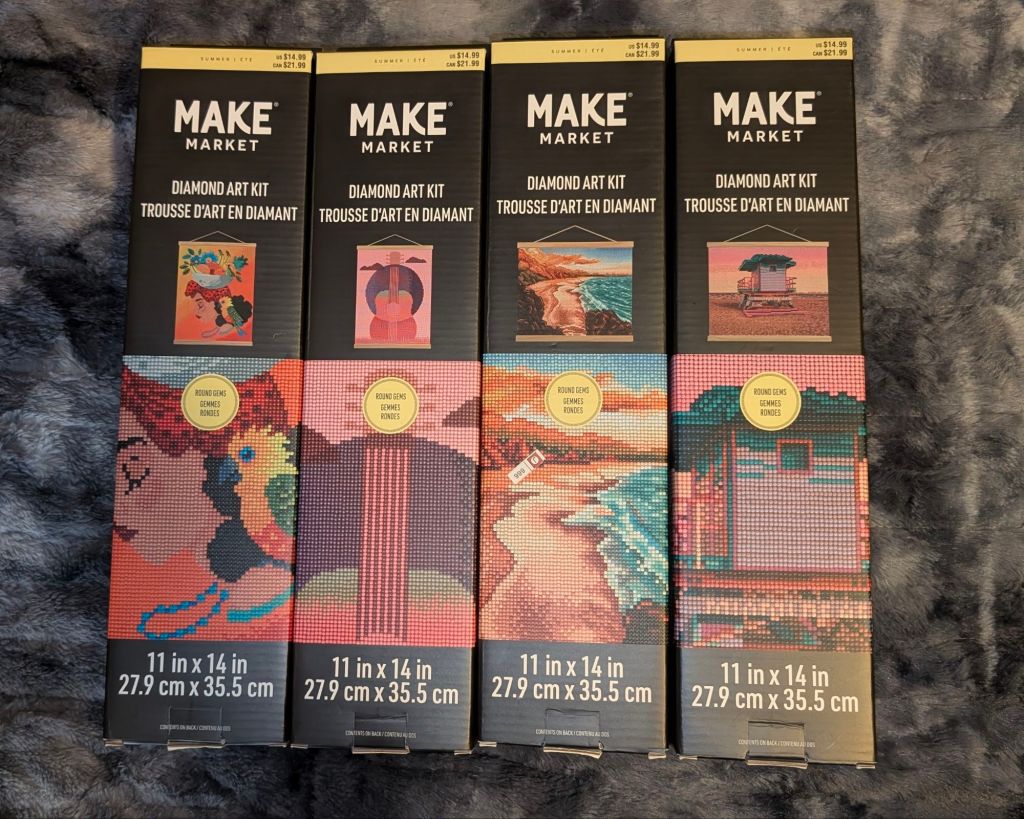 SUMMER | ÉTÉ
US $14.99
CAN $21.99
MAKE®
MARKET
DIAMOND ART KIT
TROUSSE D'ART EN DIAMANT
ROUND GEMS
GEMMES
RONDES
11 in x 14 in
27.9 cm x 35.5 cm
CONTENTS ON BACK / CONTENU AU DOS
SUMMER | ÉTÉ
US $14.99
CAN $21.99
MAKE®
MARKET
DIAMOND ART KIT
TROUSSE D'ART EN DIAMANT
ROUND GEMS
GEMMES
RONDES
11 in x 14 in
27.9 cm x 35.5 cm
CONTENTS ON BACK / CONTENU AU DOS
SUMMER | ÉTÉ
US $14.99
CAN $21.99
MAKE®
MARKET
DIAMOND ART KIT
TROUSSE D'ART EN DIAMANT
ROUND GEMS
GEMMES
RONDES
11 in x 14 in
27.9 cm x 35.5 cm
CONTENTS ON BACK / CONTENU AU DOS
SUMMER | ÉTÉ
US $14.99
CAN $21.99
MAKE®
MARKET
DIAMOND ART KIT
TROUSSE D'ART EN DIAMANT
ROUND GEMS
GEMMES
RONDES
11 in x 14 in
27.9 cm x 35.5 cm
CONTENTS ON BACK / CONTENU AU DOS